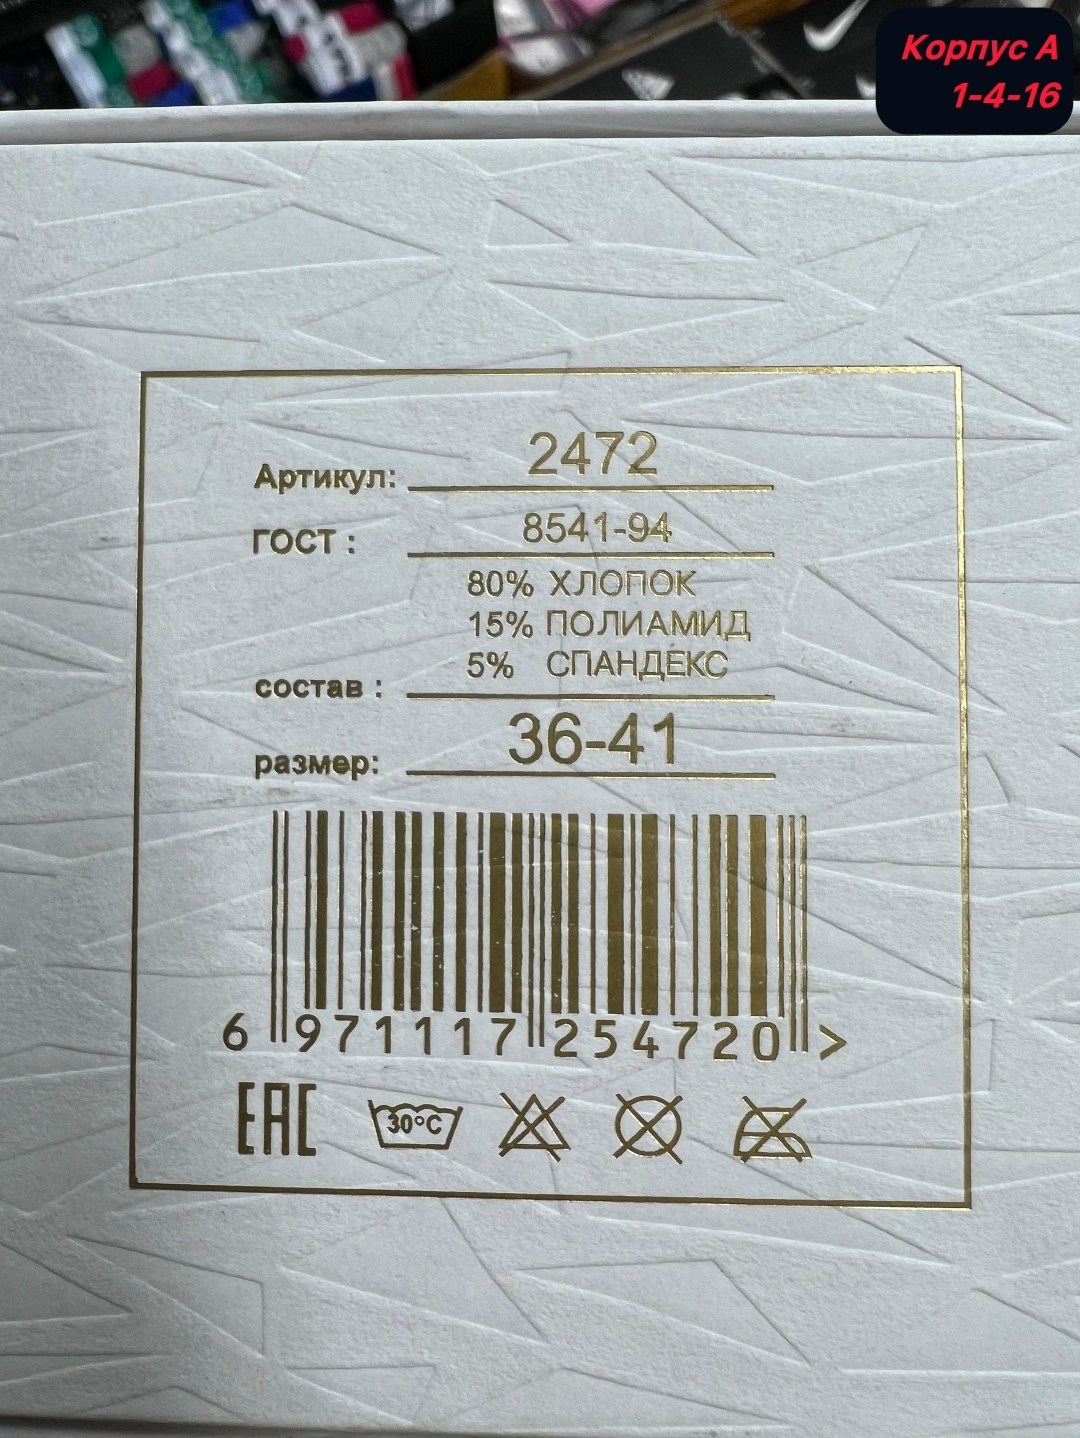 Корпус А
1-4-16
Артикул: 2472
ГОСТ : 8541-94
80% ХЛОПОК
15% ПОЛИАМИД
5% СПАНДЕКС
состав :
размер: 36-41
6 971117 254720 >
ЕАС
30°C